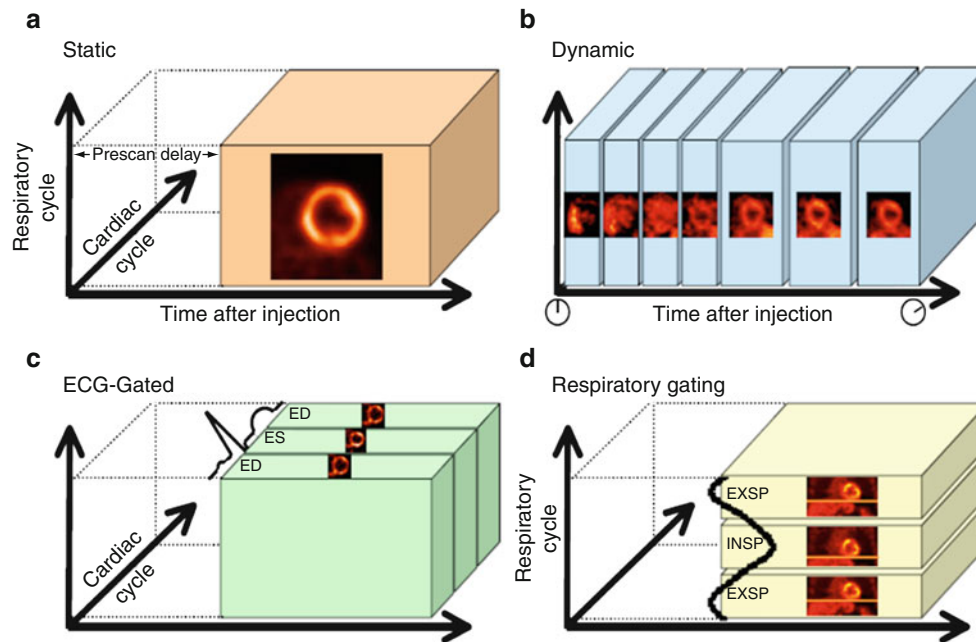 a
Static
Respiratory
cycle
Prescan delay
Cardiac
cycle
Time after injection
b
Dynamic
Time after injection
c
ECG-Gated
ED
ES
ED
Cardiac
cycle
d
Respiratory gating
Respiratory
cycle
EXSP
INSP
EXSP